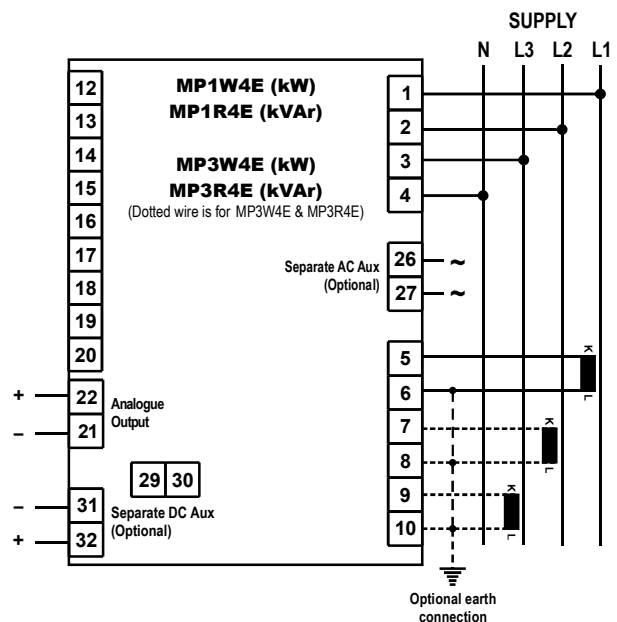 SUPPLY
N L3 L2 L1
MP1W4E (kW)
MP1R4E (kVAr)
MP3W4E (kW)
MP3R4E (kVAr)
(Dotted wire is for MP3W4E & MP3R4E)
12
13
14
15
16
17
18
19
20
1
2
3
4
Separate AC Aux
(Optional)
26 ~
27 ~
5
6
7
8
9
10
K
L
K
L
K
L
+ 22
– 21
Analogue
Output
29 30
– 31
+ 32
Separate DC Aux
(Optional)
Optional earth
connection